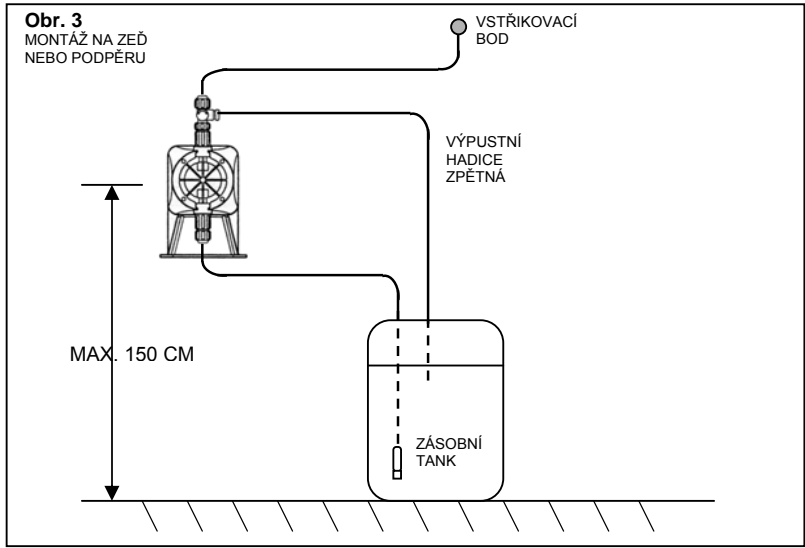 Obr. 3
MONTÁŽ NA ZEĎ
NEBO PODPĚRU
VSTŘIKOVACÍ
BOD
VÝPUSTNÍ
HADICE
ZPĚTNÁ
MAX. 150 CM
ZÁSOBNÍ
TANK